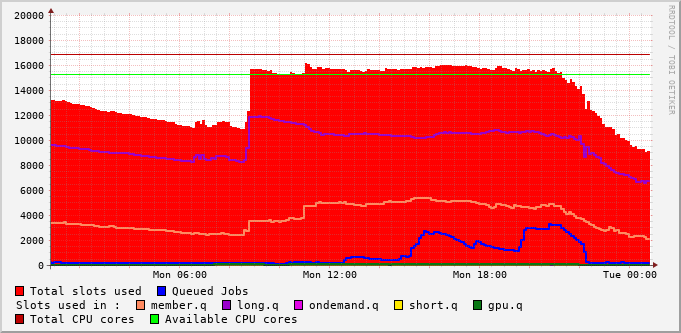 20000
18000
16000
14000
12000
10000
8000
6000
4000
2000
0
Mon 06:00 Mon 12:00 Mon 18:00 Tue 00:00
RRDTOOL / TOBI OETIKER
Total slots used Queued Jobs
Slots used in : member.q long.q ondemand.q short.q gpu.q
Total CPU cores Available CPU cores